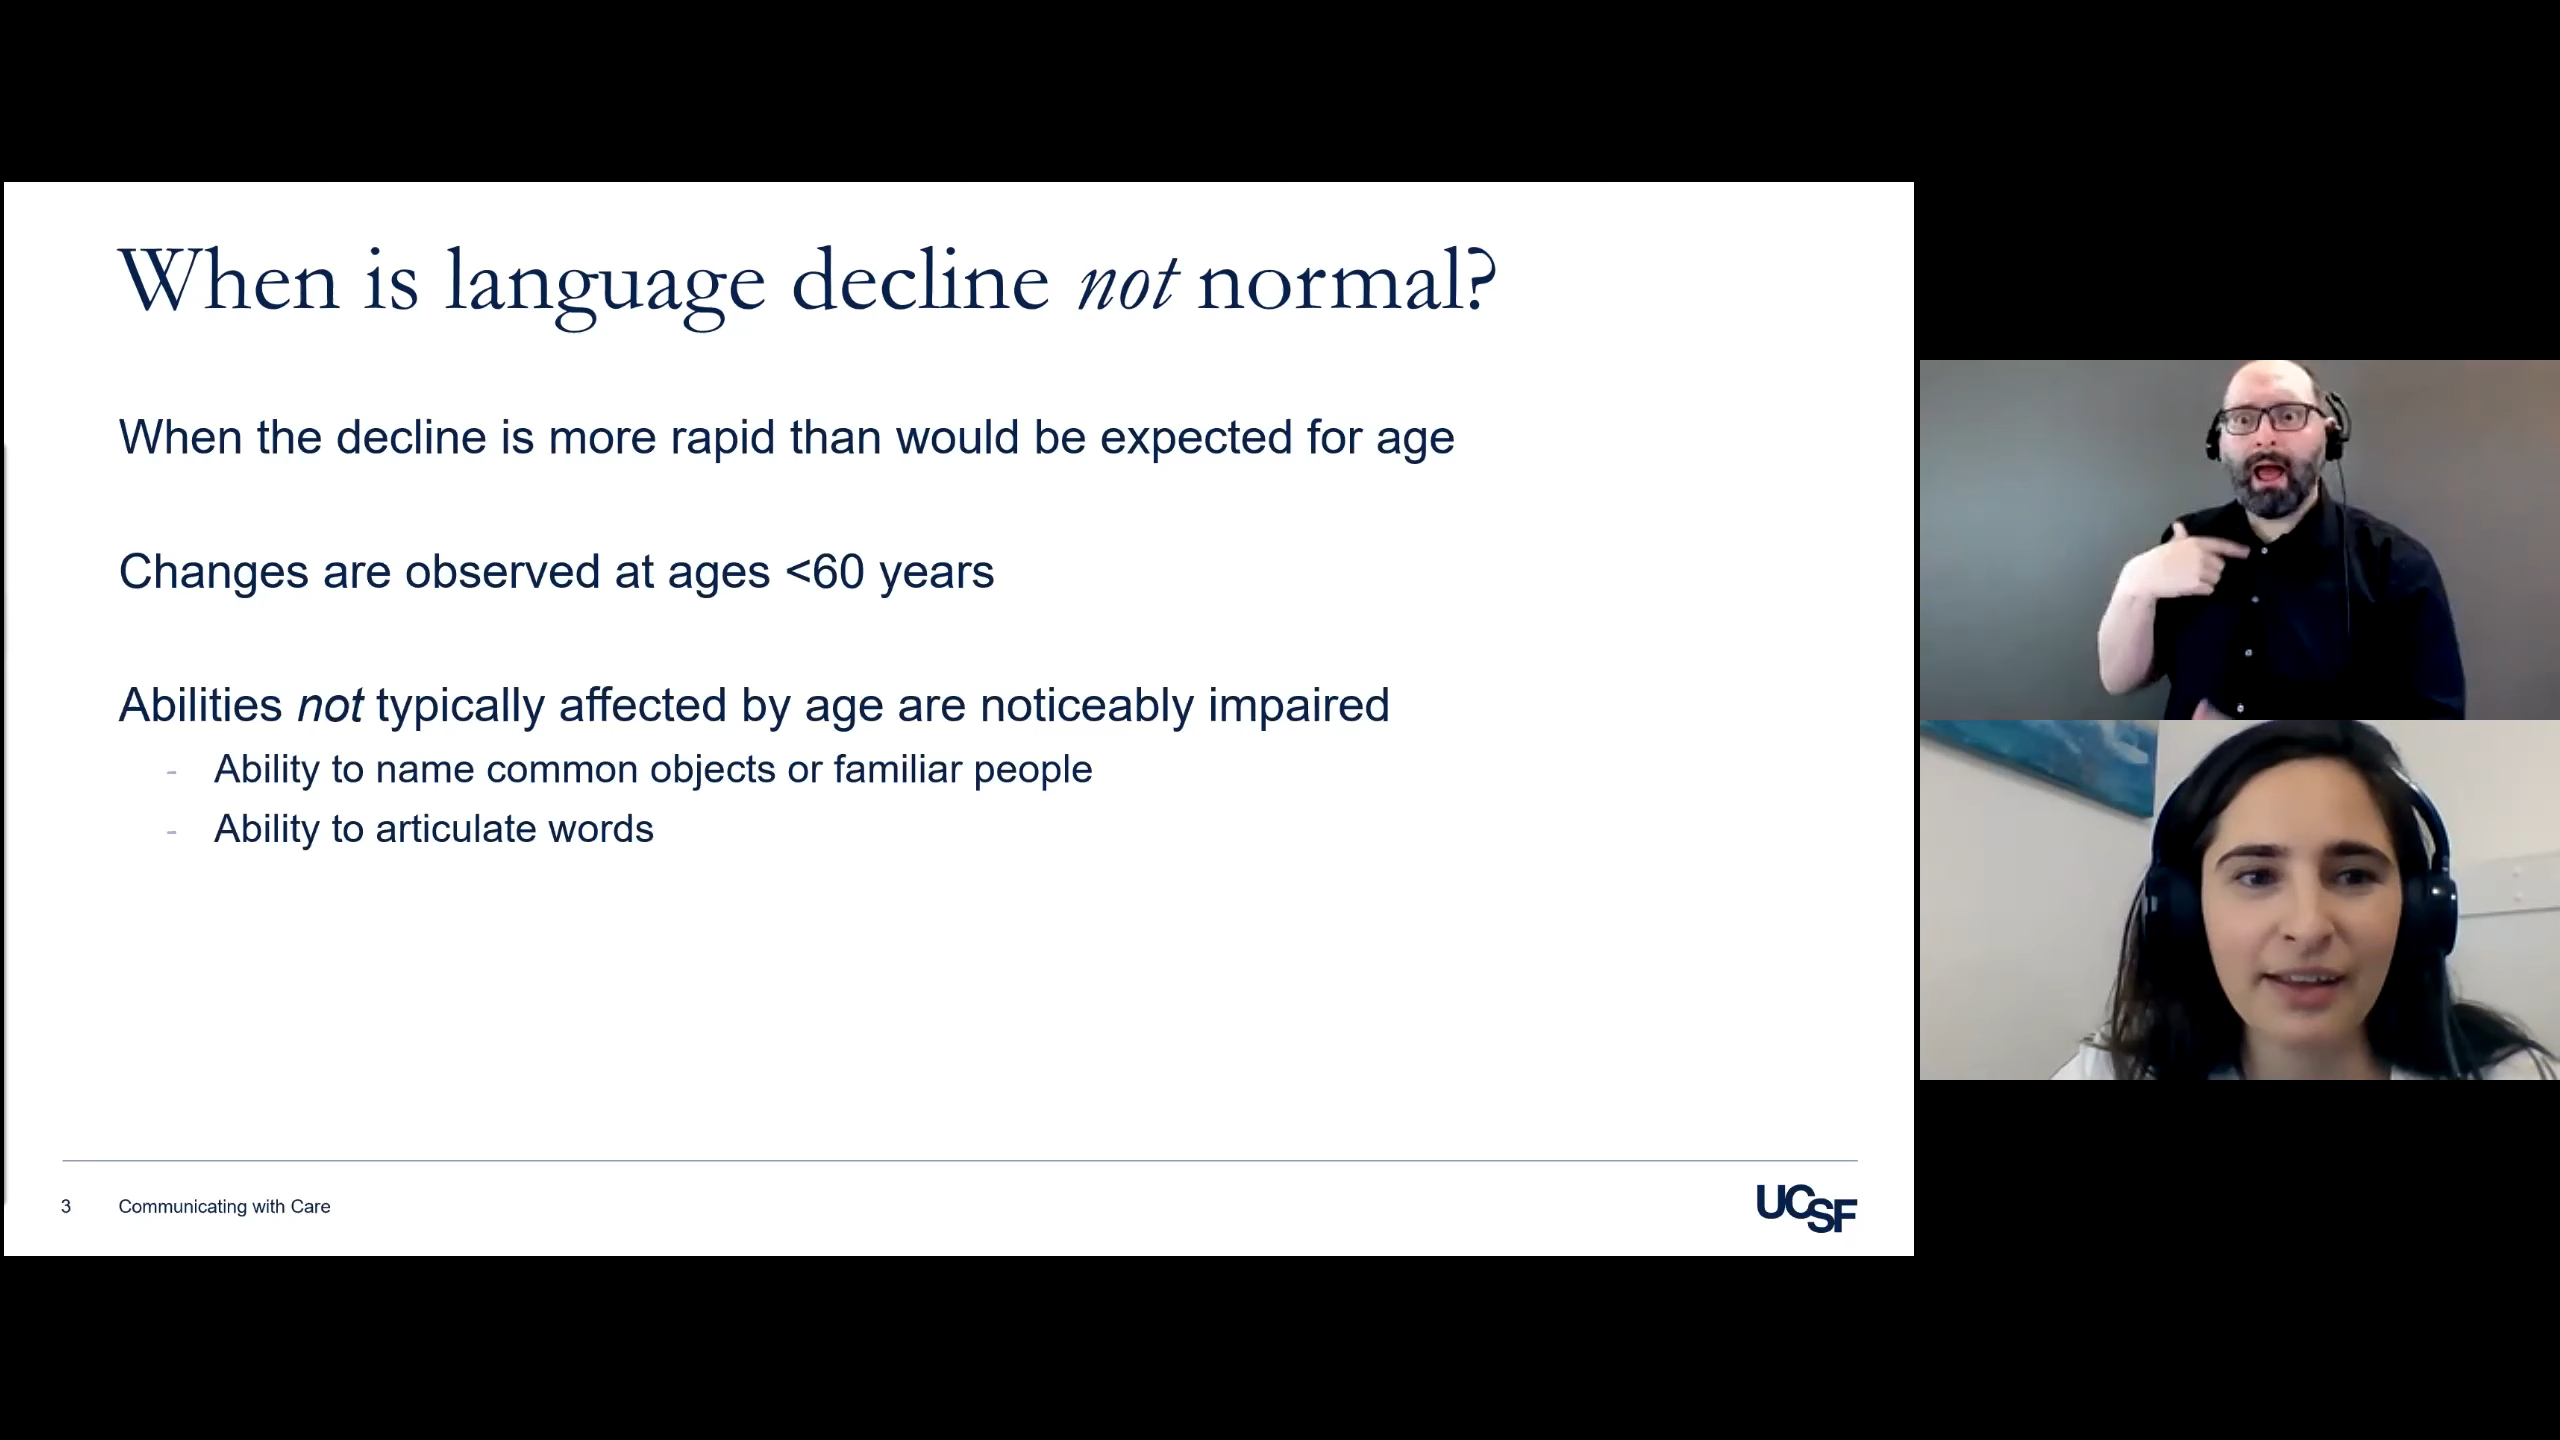 When is language decline not normal?
When the decline is more rapid than would be expected for age
Changes are observed at ages <60 years
Abilities not typically affected by age are noticeably impaired
- Ability to name common objects or familiar people
- Ability to articulate words
3 Communicating with Care
UCSF